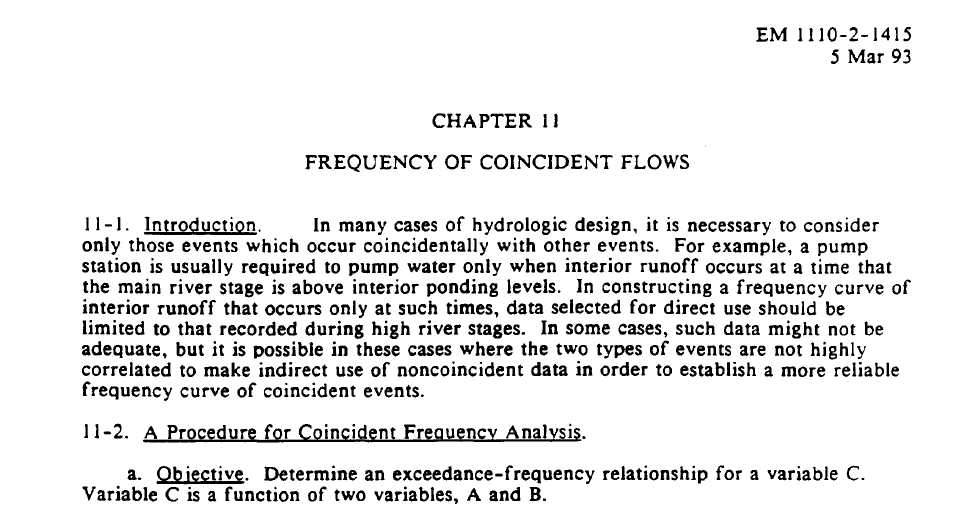 EM 1110-2-1415
5 Mar 93
CHAPTER 11
FREQUENCY OF COINCIDENT FLOWS
11-1. Introduction. In many cases of hydrologic design, it is necessary to consider
only those events which occur coincidentally with other events. For example, a pump
station is usually required to pump water only when interior runoff occurs at a time that
the main river stage is above interior ponding levels. In constructing a frequency curve of
interior runoff that occurs only at such times, data selected for direct use should be
limited to that recorded during high river stages. In some cases, such data might not be
adequate, but it is possible in these cases where the two types of events are not highly
correlated to make indirect use of noncoincident data in order to establish a more reliable
frequency curve of coincident events.
11-2. A Procedure for Coincident Frequency Analysis.
a. Objective. Determine an exceedance-frequency relationship for a variable C.
Variable C is a function of two variables, A and B.